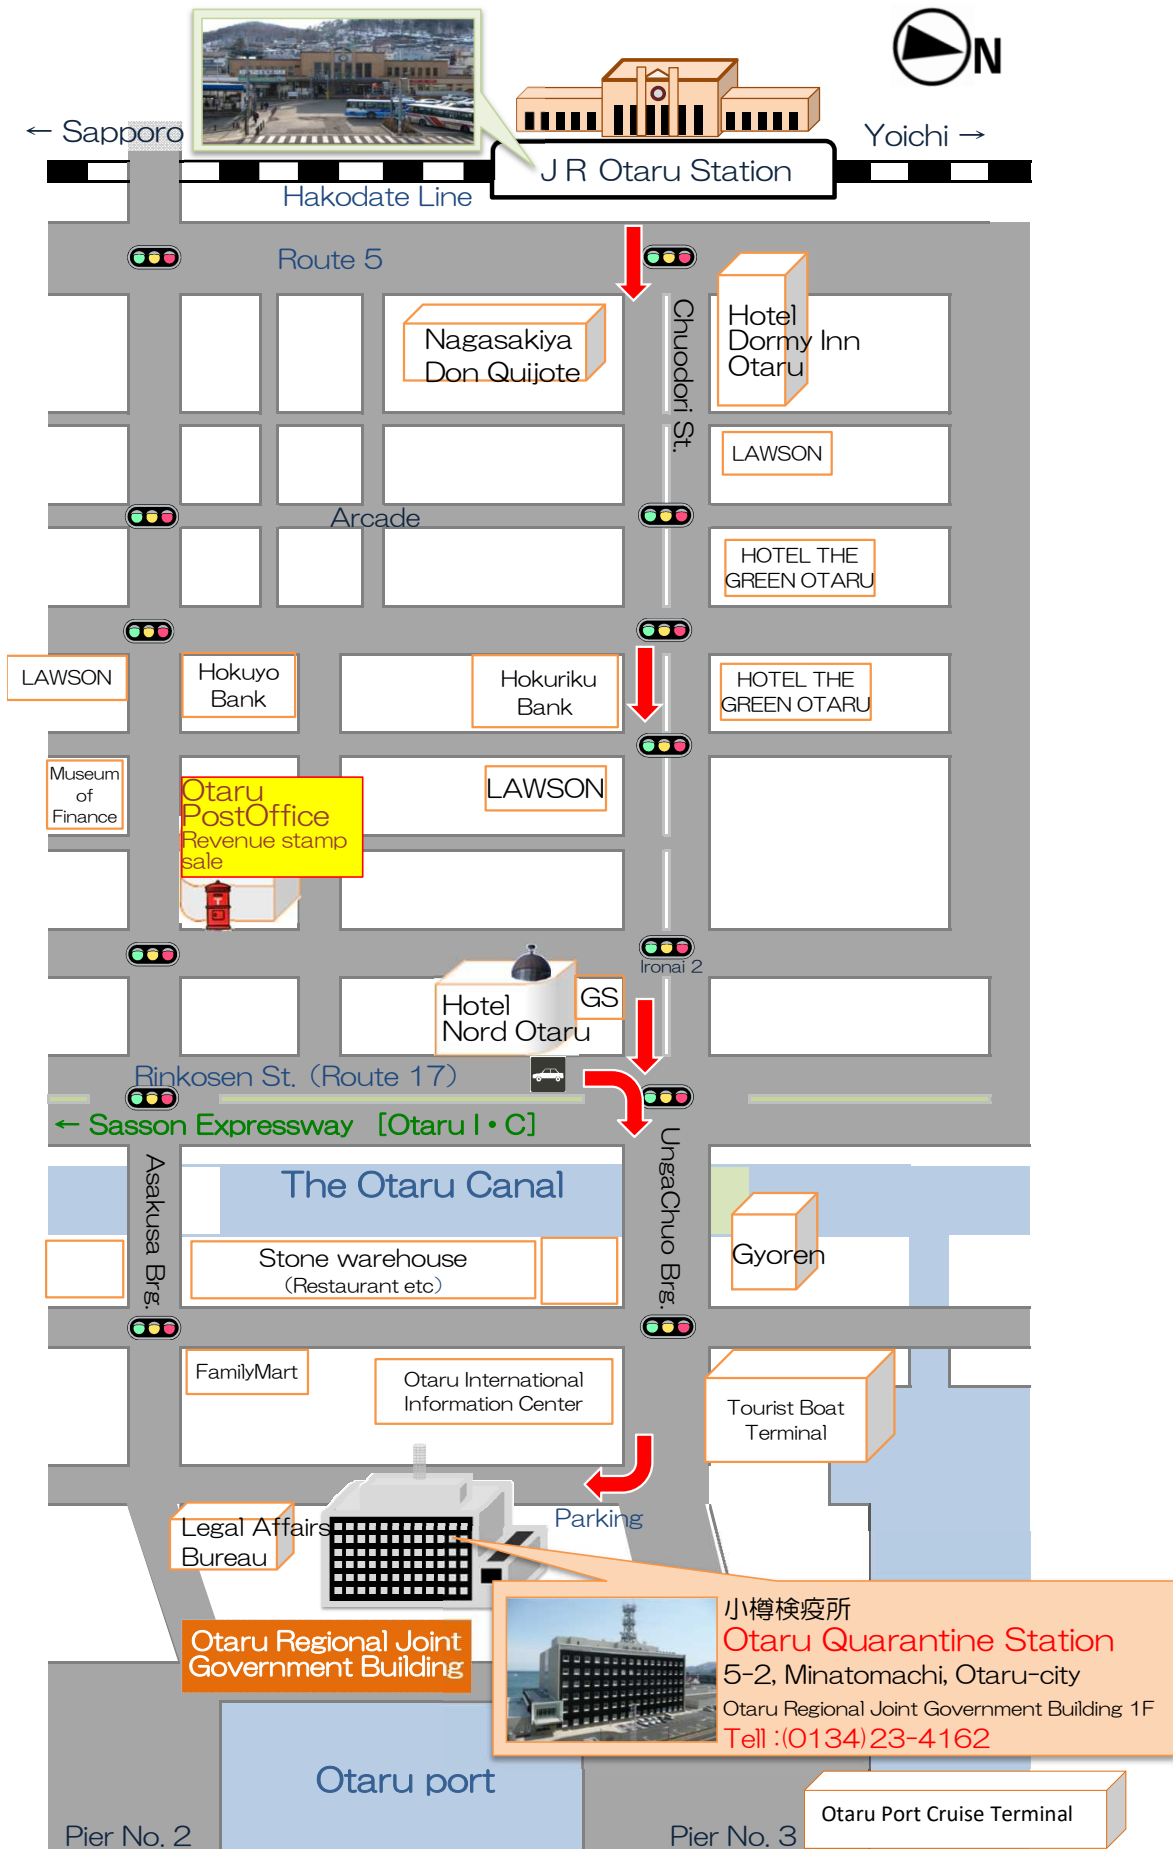 N
← Sapporo
Yoichi →
JR Otaru Station
Hakodate Line
Route 5
Chuodori St.
Nagasakiya
Don Quijote
Hotel
Dormy Inn
Otaru
LAWSON
Arcade
HOTEL THE
GREEN OTARU
LAWSON
Hokuyo
Bank
Hokuriku
Bank
HOTEL THE
GREEN OTARU
Museum
of
Finance
Otaru
PostOffice
Revenue stamp
sale
LAWSON
Ironai 2
Hotel
Nord Otaru
GS
Rinkosen St. (Route 17)
← Sasson Expressway [Otaru I・C]
Asakusa Brg.
The Otaru Canal
UngaChuo Brg.
Stone warehouse
(Restaurant etc)
Gyoren
FamilyMart
Otaru International
Information Center
Tourist Boat
Terminal
Parking
Legal Affairs
Bureau
Otaru Regional Joint
Government Building
小樽検疫所
Otaru Quarantine Station
5-2, Minatomachi, Otaru-city
Otaru Regional Joint Government Building 1F
Tell :(0134)23-4162
Otaru port
Otaru Port Cruise Terminal
Pier No. 2
Pier No. 3